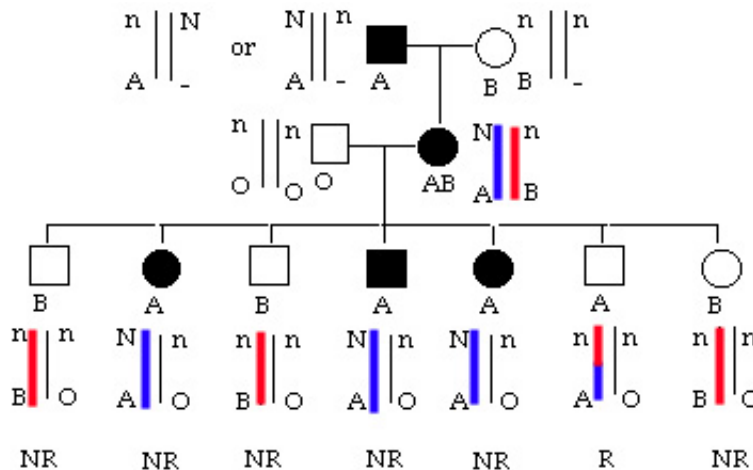 n N or N n n n
A - A - A B B -
n n N n
O O O AB A B
B A B A A A B
n n N n n n N n N n n n n n
B O A O B O A O A O A O B O
NR NR NR NR NR R NR